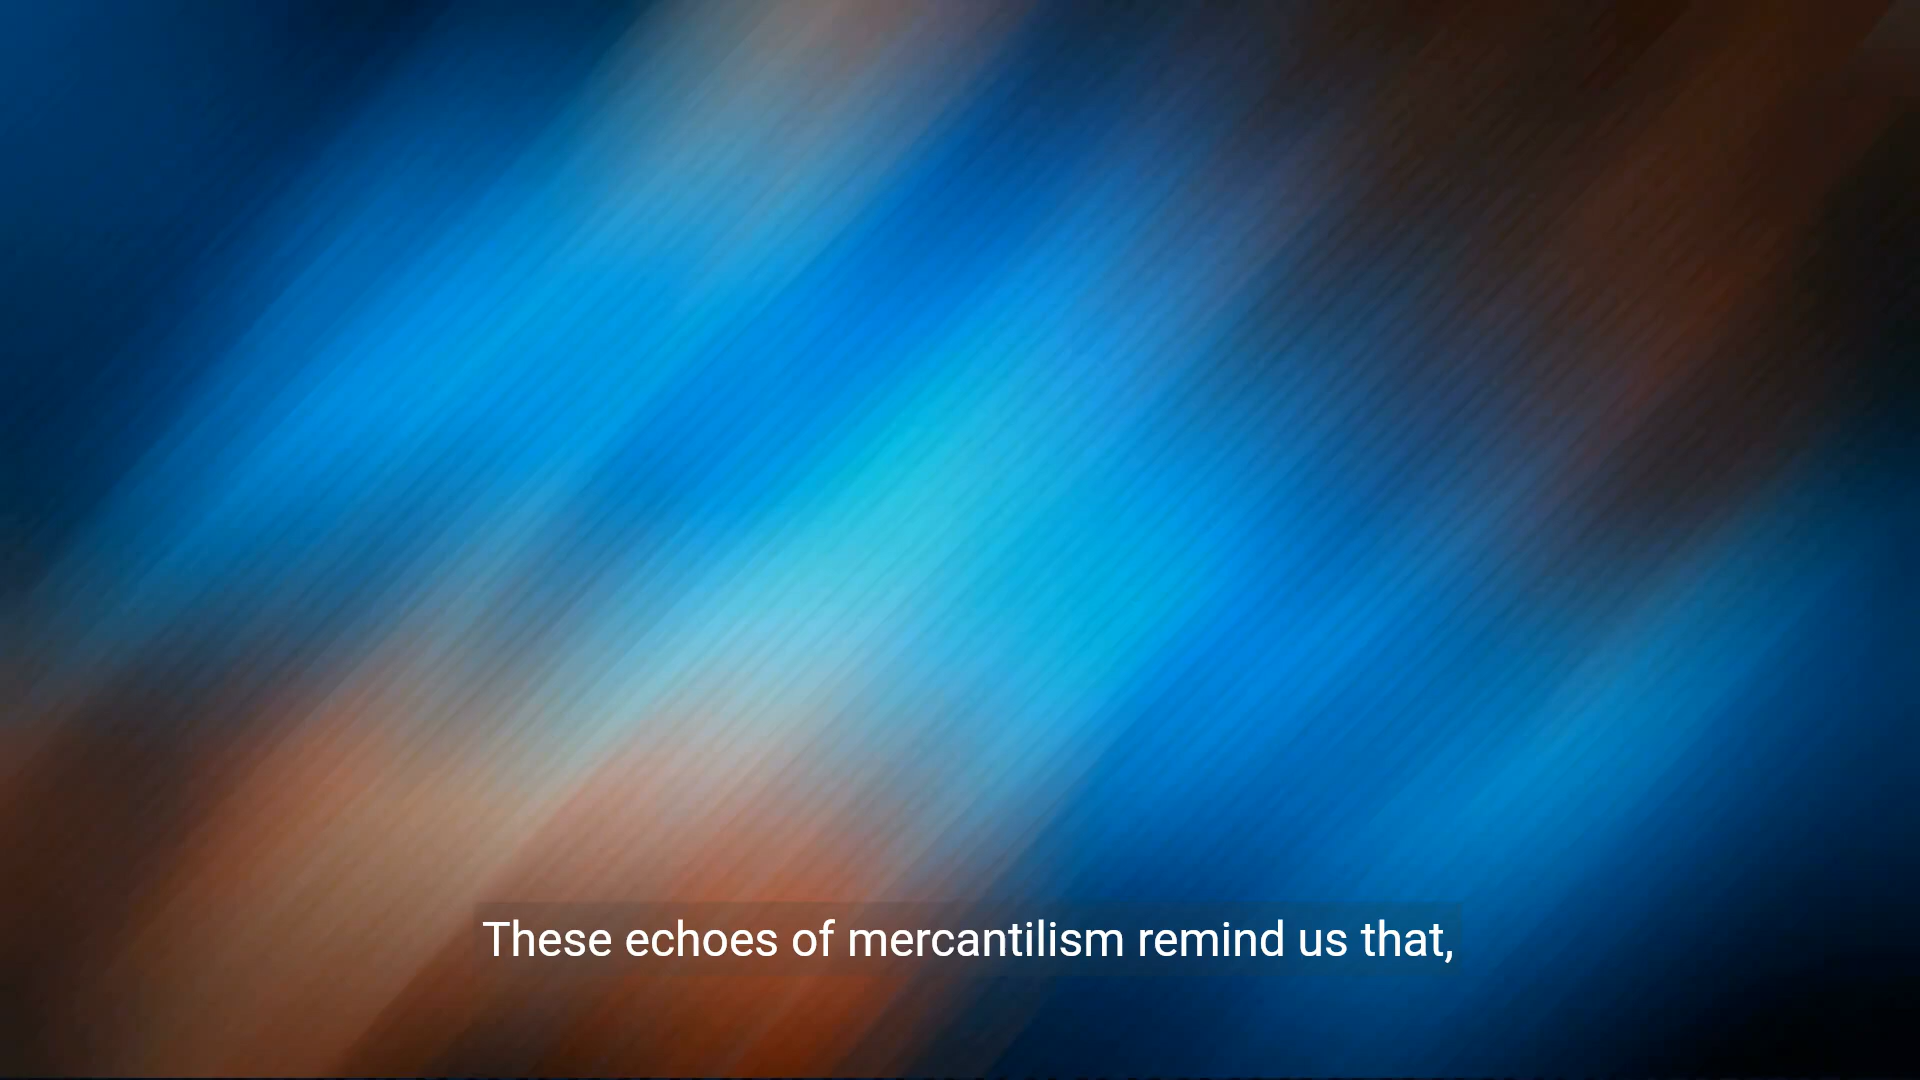 These echoes of mercantilism remind us that,